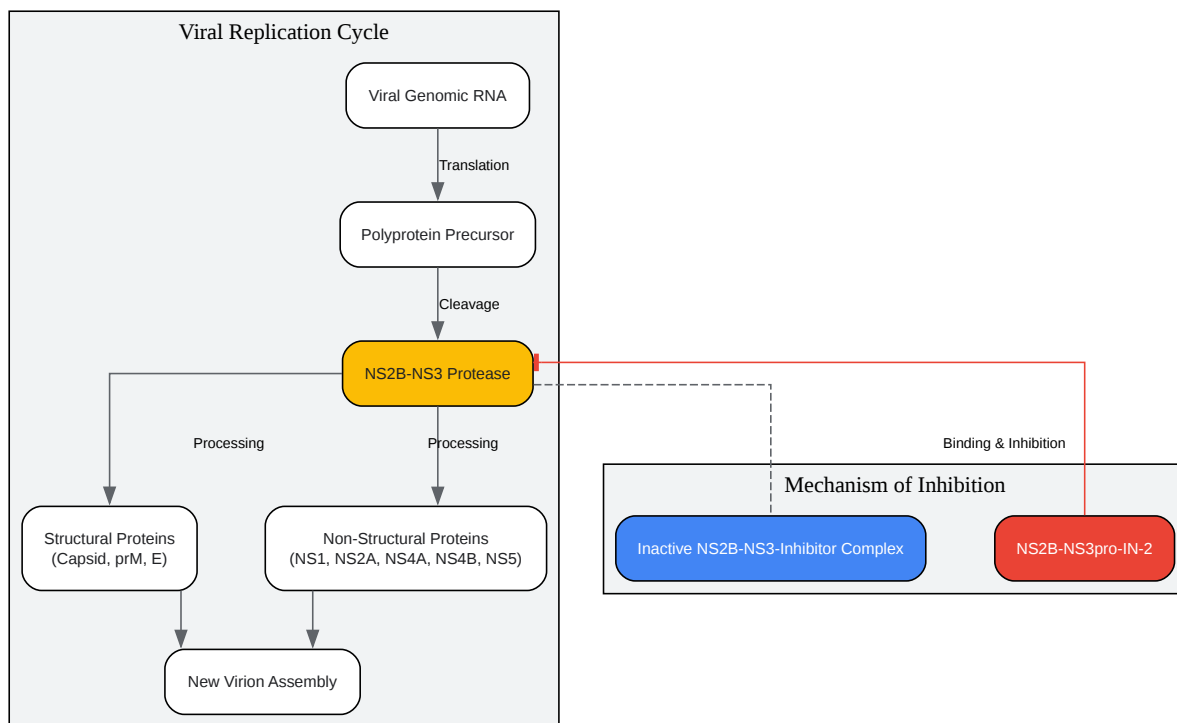 Viral Replication Cycle
Viral Genomic RNA
Translation
Polyprotein Precursor
Cleavage
NS2B-NS3 Protease
Processing
Processing
Binding & Inhibition
Mechanism of Inhibition
Structural Proteins
(Capsid, prM, E)
Non-Structural Proteins
(NS1, NS2A, NS4A, NS4B, NS5)
Inactive NS2B-NS3-Inhibitor Complex
NS2B-NS3pro-IN-2
New Virion Assembly